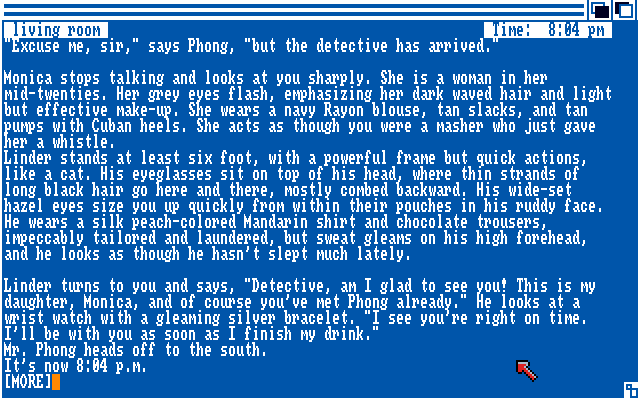 living room Time: 8:04 pm
"Excuse me, sir," says Phong, "but the detective has arrived."
Monica stops talking and looks at you sharply. She is a woman in her
mid-twenties. Her grey eyes flash, emphasizing her dark waved hair and light
but effective make-up. She wears a navy Rayon blouse, tan slacks, and tan
pumps with Cuban heels. She acts as though you were a masher who just gave
her a whistle.
Linder stands at least six foot, with a powerful frame but quick actions,
like a cat. His eyeglasses sit on top of his head, where thin strands of
long black hair go here and there, mostly combed backward. His wide-set
hazel eyes size you up quickly from within their pouches in his ruddy face.
He wears a silk peach-colored Mandarin shirt and chocolate trousers,
impeccably tailored and laundered, but sweat gleams on his high forehead,
and he looks as though he hasn't slept much lately.
Linder turns to you and says, "Detective, am I glad to see you! This is my
daughter, Monica, and of course you've met Phong already." He looks at a
wrist watch with a gleaming silver bracelet. "I see you're right on time.
I'll be with you as soon as I finish my drink."
Mr. Phong heads off to the south.
It's now 8:04 p.m.
[MORE]